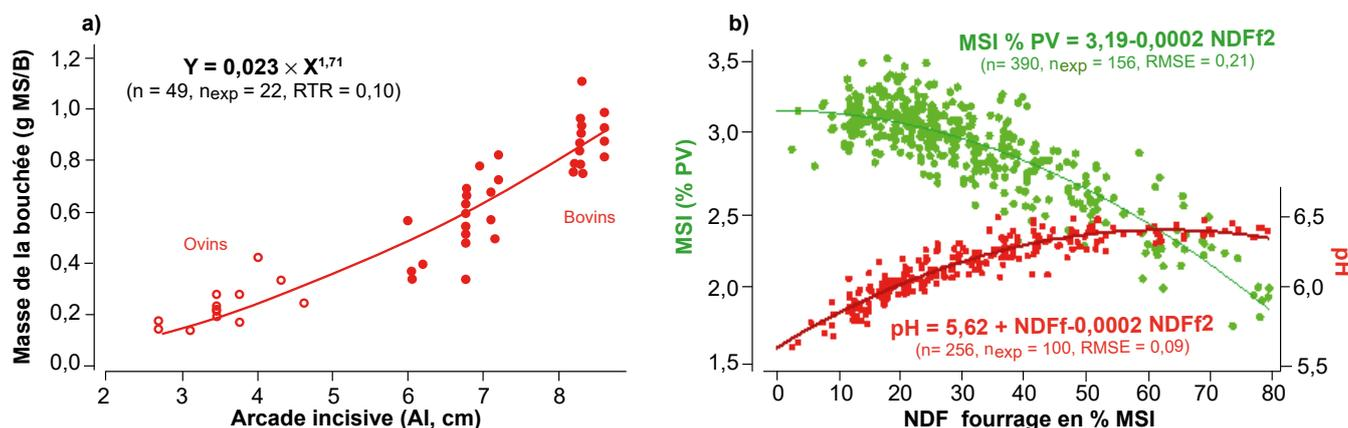 a)
Masse de la bouchée (g MS/B)
1,2
1,0
0,8
0,6
0,4
0,2
0,0
Y = 0,023 × X1,71
(n = 49, nexp = 22, RTR = 0,10)
Ovins
Bovins
2 3 4 5 6 7 8
Arcade incisive (AI, cm)
b)
MSI (% PV)
3,5
3,0
2,5
2,0
1,5
MSI % PV = 3,19-0,0002 NDFf2
(n= 390, nexp = 156, RMSE = 0,21)
pH = 5,62 + NDFf-0,0002 NDFf2
(n= 256, nexp = 100, RMSE = 0,09)
6,5
6,0
5,5
pH
0 10 20 30 40 50 60 70 80
NDF fourrage en % MSI